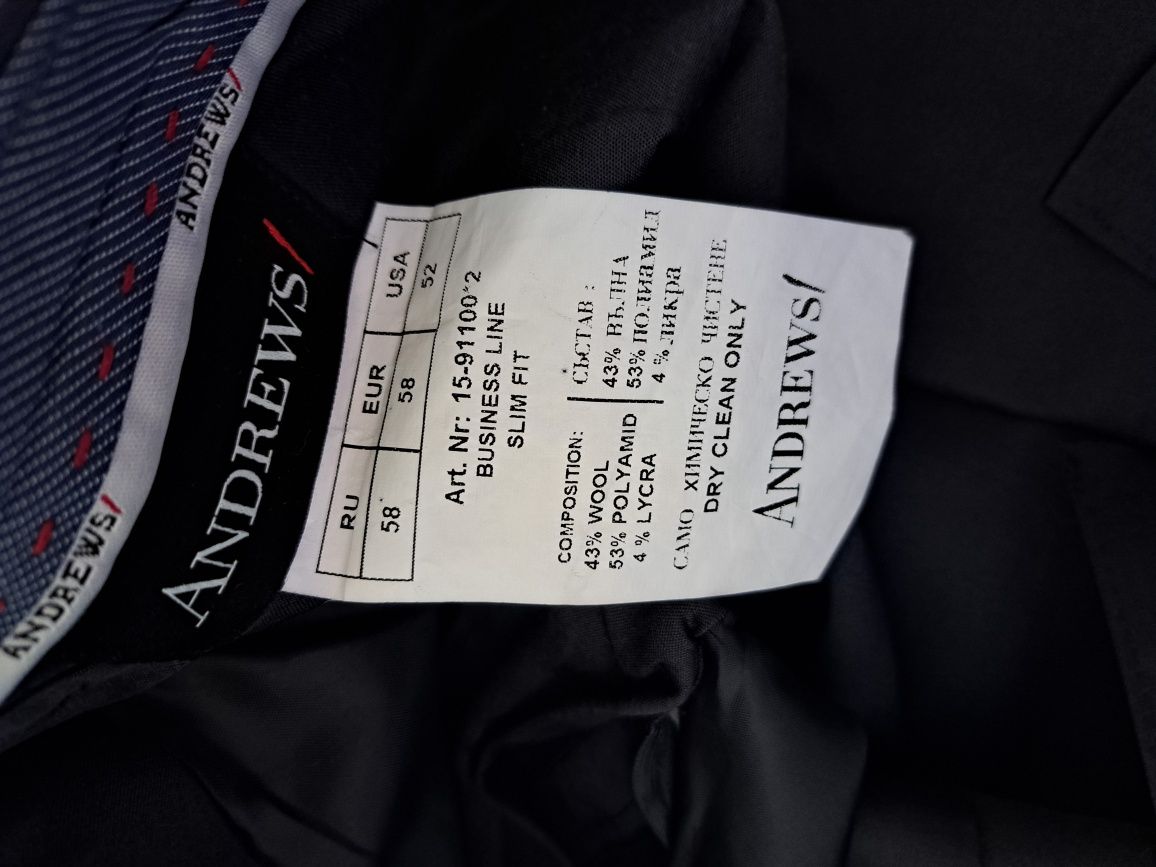 ANDREWS/
ANDREWS/
ANDREWS/
RU EUR USA
58 58 52
Art. Nr: 15-91100*2
BUSINESS LINE
SLIM FIT
COMPOSITION: СЪСТАВ :
43% WOOL 43% ВЪЛНА
53% POLYAMID 53% ПОЛИАМИД
4 % LYCRA 4 % ликра
САМО ХИМИЧЕСКО ЧИСТЕНЕ
DRY CLEAN ONLY
ANDREWS/